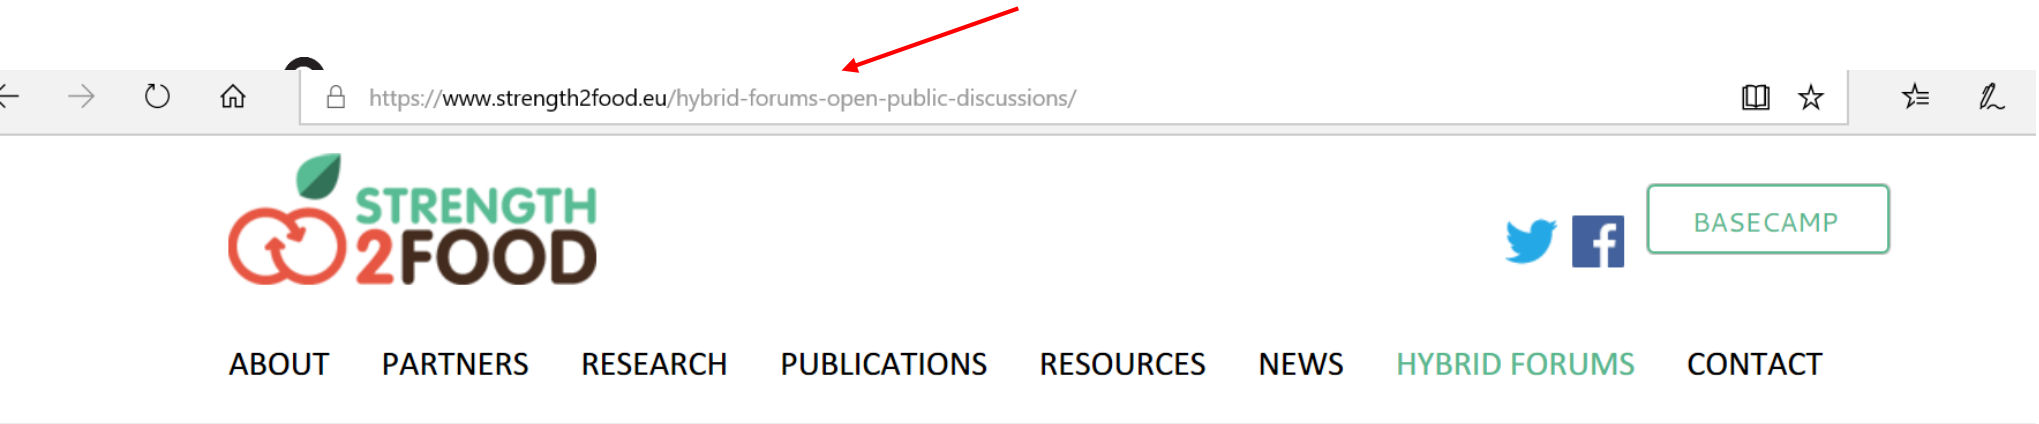 https://www.strength2food.eu/hybrid-forums-open-public-discussions/
STRENGTH
2FOOD
BASECAMP
ABOUT PARTNERS RESEARCH PUBLICATIONS RESOURCES NEWS HYBRID FORUMS CONTACT